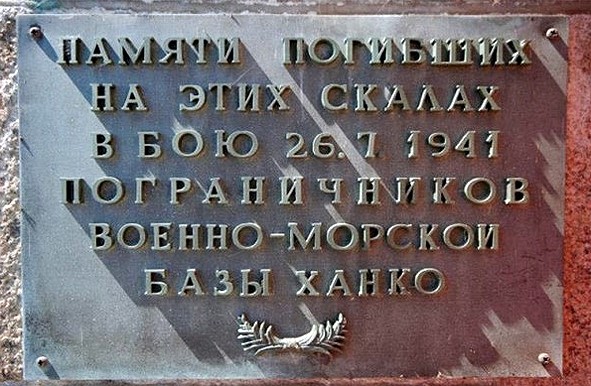 ПАМЯТИ ПОГИБШИХ
НА ЭТИХ СКАЛАХ
В БОЮ 26.7 1941
ПОГРАНИЧНИКОВ
ВОЕННО-МОРСКОЙ
БАЗЫ ХАНКО